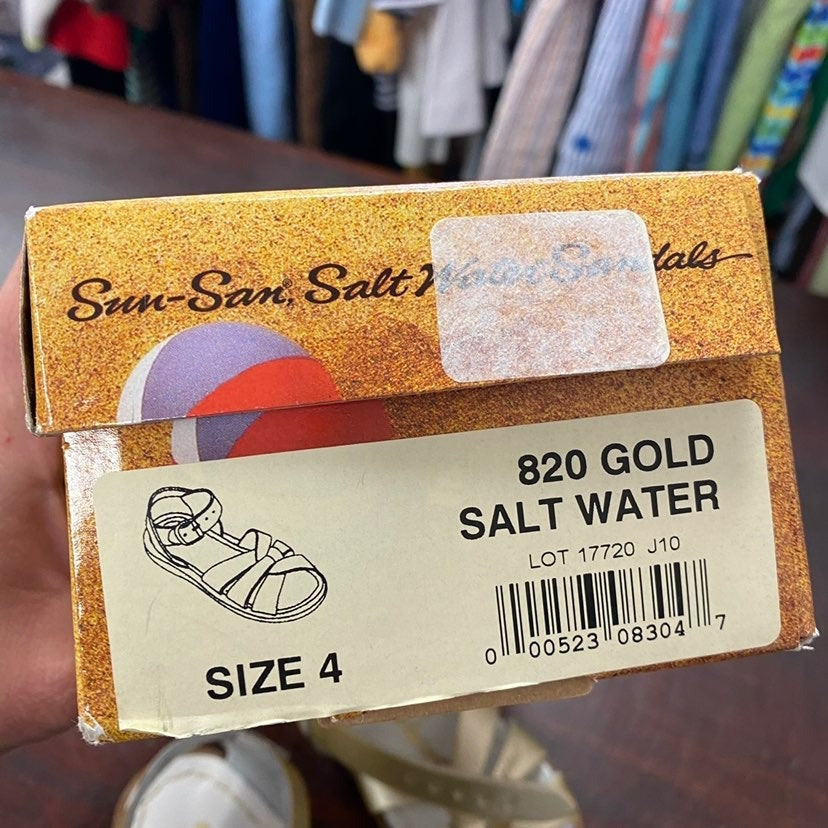 Sun-San® Salt Water Sandals
820 GOLD
SALT WATER
LOT 17720 J10
0 00523 08304 7
SIZE 4